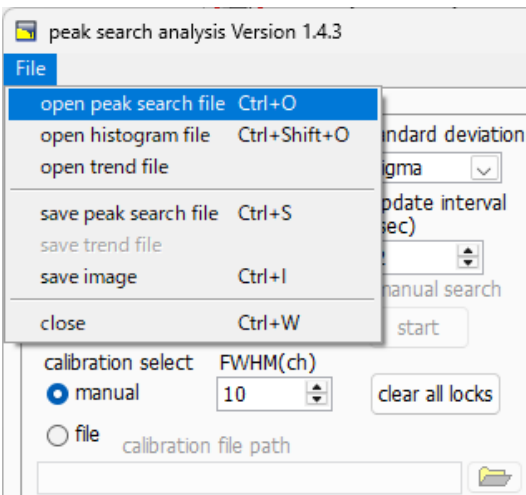 peak search analysis Version 1.4.3
File
open peak search file Ctrl+O
open histogram file Ctrl+Shift+O
open trend file
save peak search file Ctrl+S
save trend file
save image Ctrl+I
close Ctrl+W
ndard deviation
igma
pdate interval
sec)
manual search
start
calibration select FWHM(ch)
manual 10 clear all locks
file calibration file path